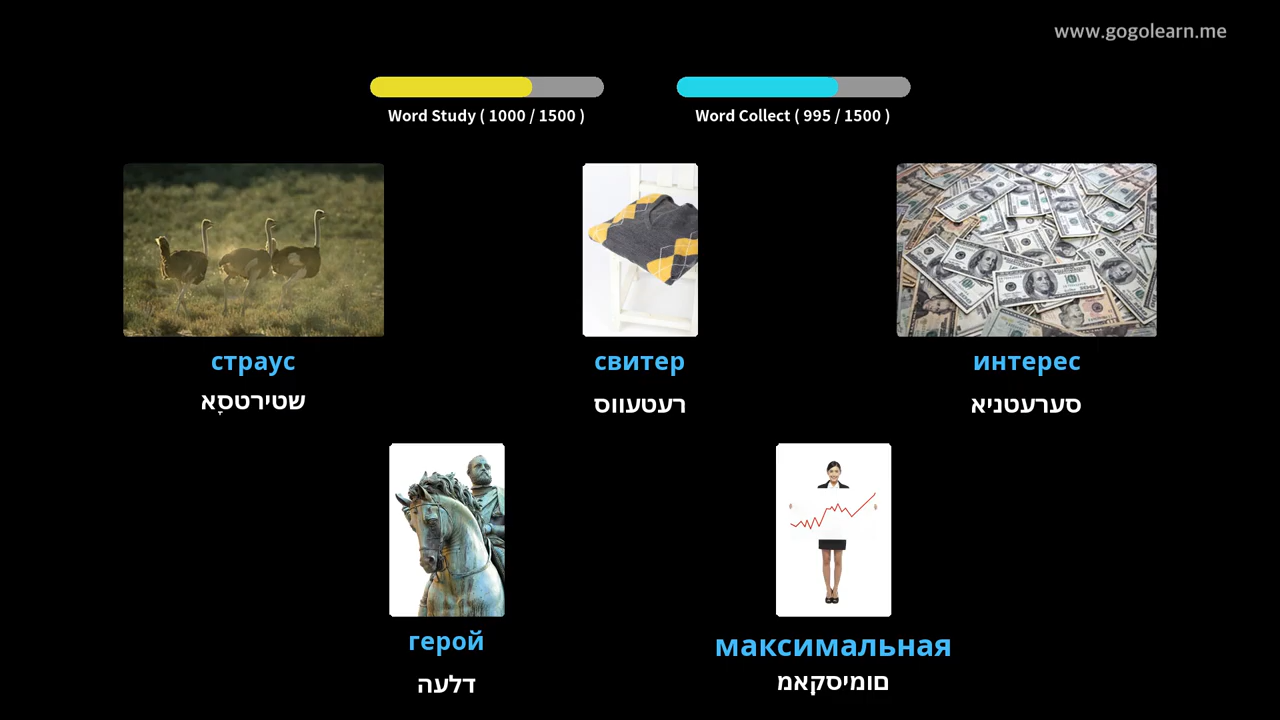 www.gogolearn.me
Word Study ( 1000 / 1500 )
Word Collect ( 995 / 1500 )
страус
שטירטסָא
свитер
רעטעווס
интерес
סערעטניא
герой
דלעה
максимальная
םומיסקאמ